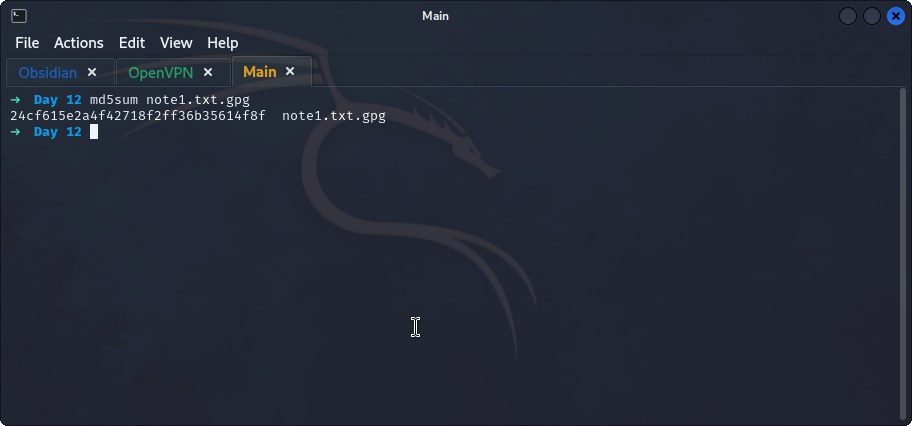 Main
File Actions Edit View Help
Obsidian × OpenVPN × Main ×
→ Day 12 md5sum note1.txt.gpg
24cf615e2a4f42718f2ff36b35614f8f  note1.txt.gpg
→ Day 12